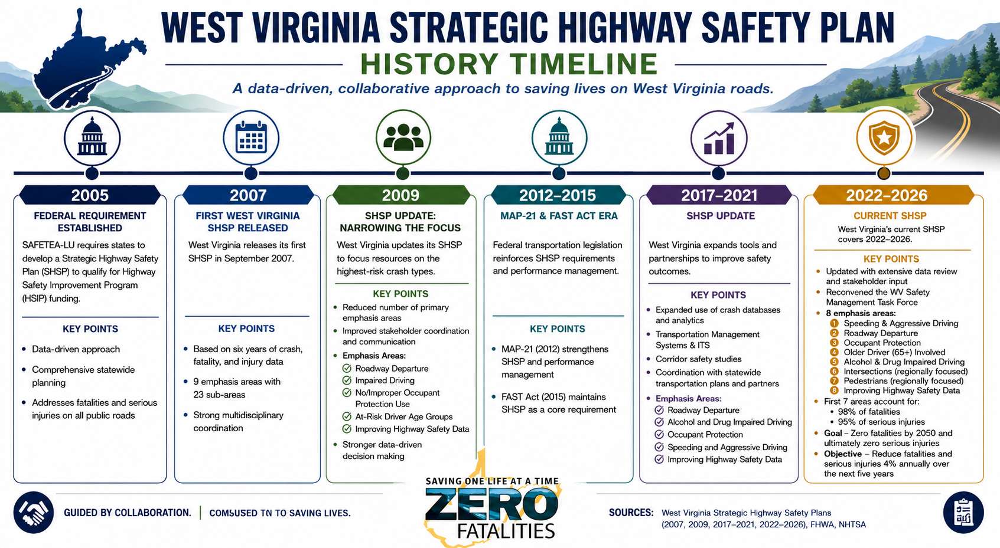 WEST VIRGINIA STRATEGIC HIGHWAY SAFETY PLAN
HISTORY TIMELINE
A data-driven, collaborative approach to saving lives on West Virginia roads.
2005
FEDERAL REQUIREMENT
ESTABLISHED
SAFETEA-LU requires states to
develop a Strategic Highway Safety
Plan (SHSP) to qualify for Highway
Safety Improvement Program
(HSIP) funding.
KEY POINTS
• Data-driven approach
• Comprehensive statewide
planning
• Addresses fatalities and serious
injuries on all public roads
2007
FIRST WEST VIRGINIA
SHSP RELEASED
West Virginia releases its first
SHSP in September 2007.
KEY POINTS
• Based on six years of crash,
fatality, and injury data
• 9 emphasis areas with
23 sub-areas
• Strong multidisciplinary
coordination
2009
SHSP UPDATE:
NARROWING THE FOCUS
West Virginia updates its SHSP
to focus resources on the
highest-risk crash types.
KEY POINTS
• Reduced number of primary
emphasis areas
• Improved stakeholder coordination
and communication
• Emphasis Areas:
Roadway Departure
Impaired Driving
No/Improper Occupant
Protection Use
At-Risk Driver Age Groups
Improving Highway Safety Data
• Stronger data-driven
decision making
2012–2015
MAP-21 & FAST ACT ERA
Federal transportation legislation
reinforces SHSP requirements
and performance management.
KEY POINTS
• MAP-21 (2012) strengthens
SHSP and performance
management
• FAST Act (2015) maintains
SHSP as a core requirement
2017–2021
SHSP UPDATE
West Virginia expands tools and
partnerships to improve safety
outcomes.
KEY POINTS
• Expanded use of crash databases
and analytics
• Transportation Management
Systems & ITS
• Corridor safety studies
• Coordination with statewide
transportation plans and partners
• Emphasis Areas:
Roadway Departure
Alcohol and Drug Impaired Driving
Occupant Protection
Speeding and Aggressive Driving
Improving Highway Safety Data
2022–2026
CURRENT SHSP
West Virginia's current SHSP
covers 2022–2026.
KEY POINTS
• Updated with extensive data review
and stakeholder input
• Reconvened the WV Safety
Management Task Force
• 8 emphasis areas:
1 Speeding & Aggressive Driving
2 Roadway Departure
3 Occupant Protection
4 Older Driver (65+) Involved
5 Alcohol & Drug Impaired Driving
6 Intersections (regionally focused)
7 Pedestrians (regionally focused)
8 Improving Highway Safety Data
• First 7 areas account for:
• 98% of fatalities
• 95% of serious injuries
• Goal – Zero fatalities by 2050 and
ultimately zero serious injuries
• Objective – Reduce fatalities and
serious injuries 4% annually over
the next five years
GUIDED BY COLLABORATION. | TN TO SAVING LIVES.
SAVING ONE LIFE AT A TIME
ZERO
FATALITIES
SOURCES: West Virginia Strategic Highway Safety Plans
(2007, 2009, 2017–2021, 2022–2026), FHWA, NHTSA